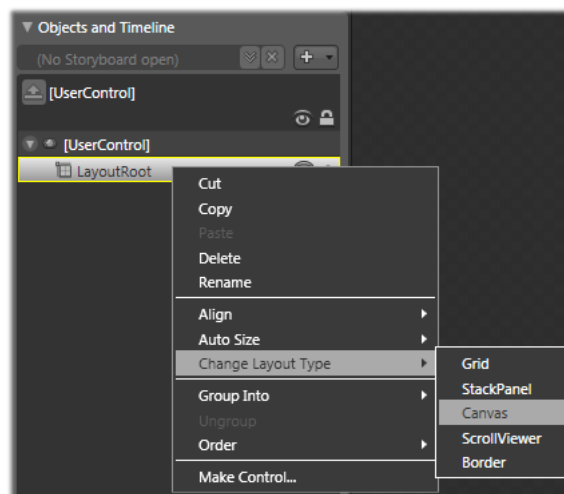 Objects and Timeline
(No Storyboard open)
[UserControl]
[UserControl]
LayoutRoot
Cut
Copy
Paste
Delete
Rename
Align
Auto Size
Change Layout Type
Group Into
Ungroup
Order
Make Control...
Grid
StackPanel
Canvas
ScrollViewer
Border